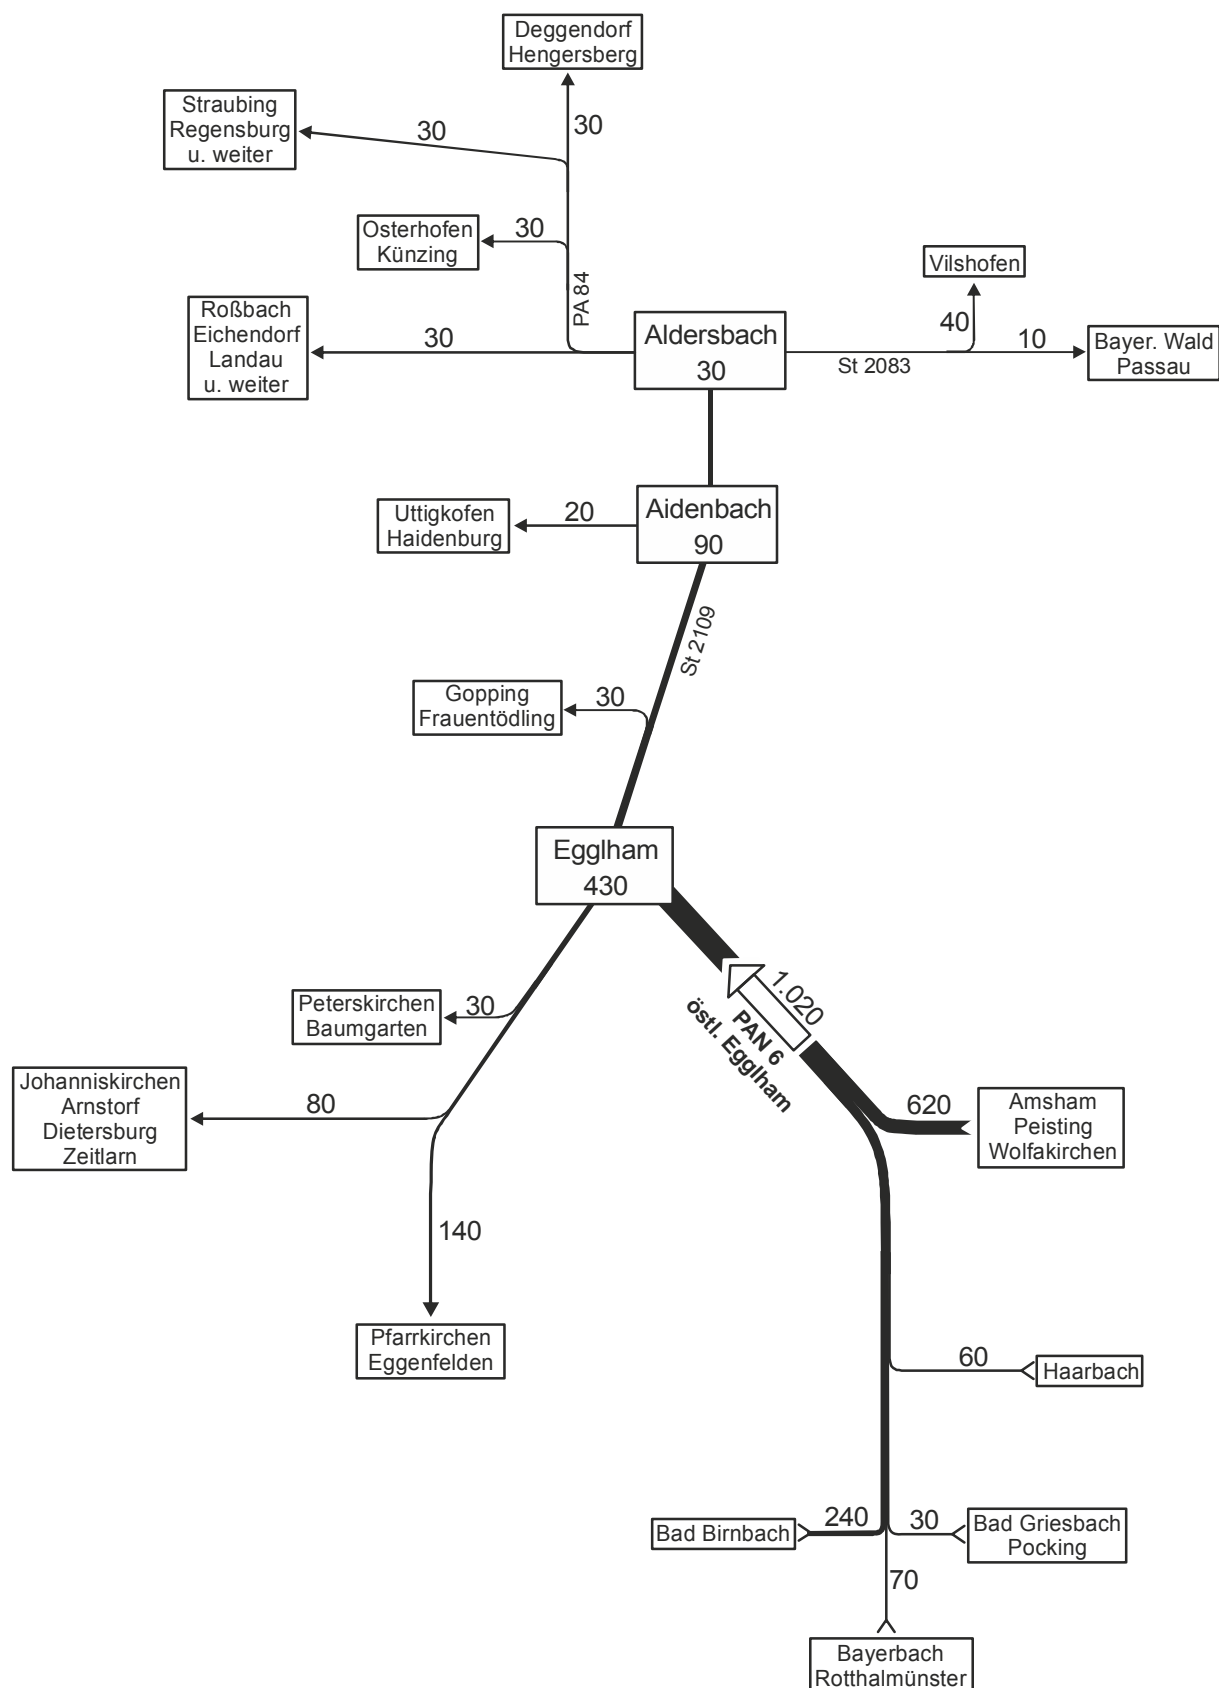 Deggendorf
Hengersberg
Straubing
Regensburg
u. weiter
30
30
Osterhofen
Künzing
30
PA 84
Vilshofen
Roßbach
Eichendorf
Landau
u. weiter
30
Aldersbach
30
40
St 2083
10
Bayer. Wald
Passau
Uttigkofen
Haidenburg
20
Aidenbach
90
St 2109
Gopping
Frauentödling
30
Egglham
430
1.020
PAN 6
östl. Egglham
Peterskirchen
Baumgarten
30
Johanniskirchen
Arnstorf
Dietersburg
Zeitlarn
80
620
Amsham
Peisting
Wolfakirchen
140
Pfarrkirchen
Eggenfelden
60
Haarbach
Bad Birnbach
240
30
Bad Griesbach
Pocking
70
Bayerbach
Rotthalmünster